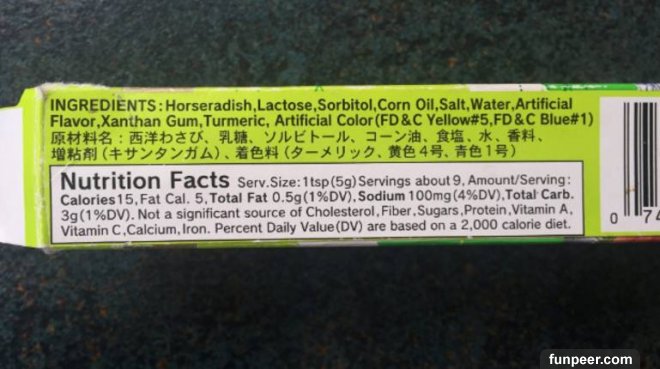 INGREDIENTS:Horseradish,Lactose,Sorbitol,Corn Oil,Salt,Water,Artificial
Flavor,Xanthan Gum,Turmeric, Artificial Color(FD&C Yellow#5,FD&C Blue#1)
原材料名：西洋わさび、乳糖、ソルビトール、コーン油、食塩、水、香料、
増粘剤（キサンタンガム）、着色料（ターメリック、黄色4号、青色1号）
Nutrition Facts Serv.Size:1tsp(5g)Servings about 9, Amount/Serving:
Calories15,Fat Cal. 5,Total Fat 0.5g(1%DV),Sodium 100mg(4%DV),Total Carb.
3g(1%DV). Not a significant source of Cholesterol,Fiber,Sugars,Protein,Vitamin A,
Vitamin C,Calcium,Iron. Percent Daily Value(DV) are based on a 2,000 calorie diet.
0 74
funpeer.com